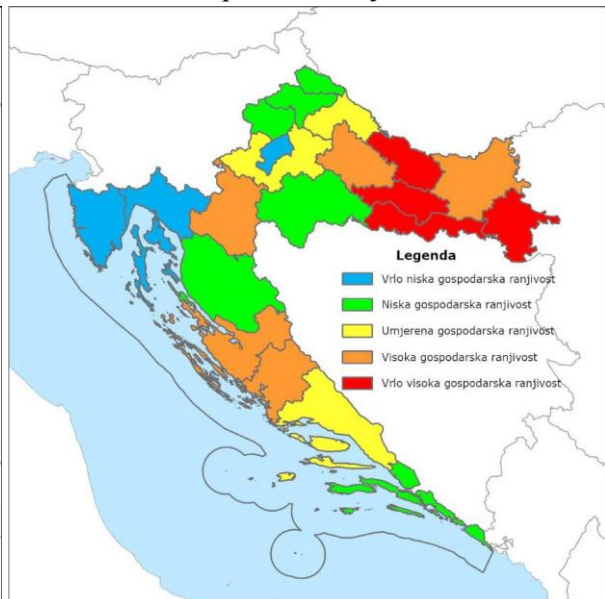 Legenda
Vrlo niska gospodarska ranjivost
Niska gospodarska ranjivost
Umjerena gospodarska ranjivost
Visoka gospodarska ranjivost
Vrlo visoka gospodarska ranjivost